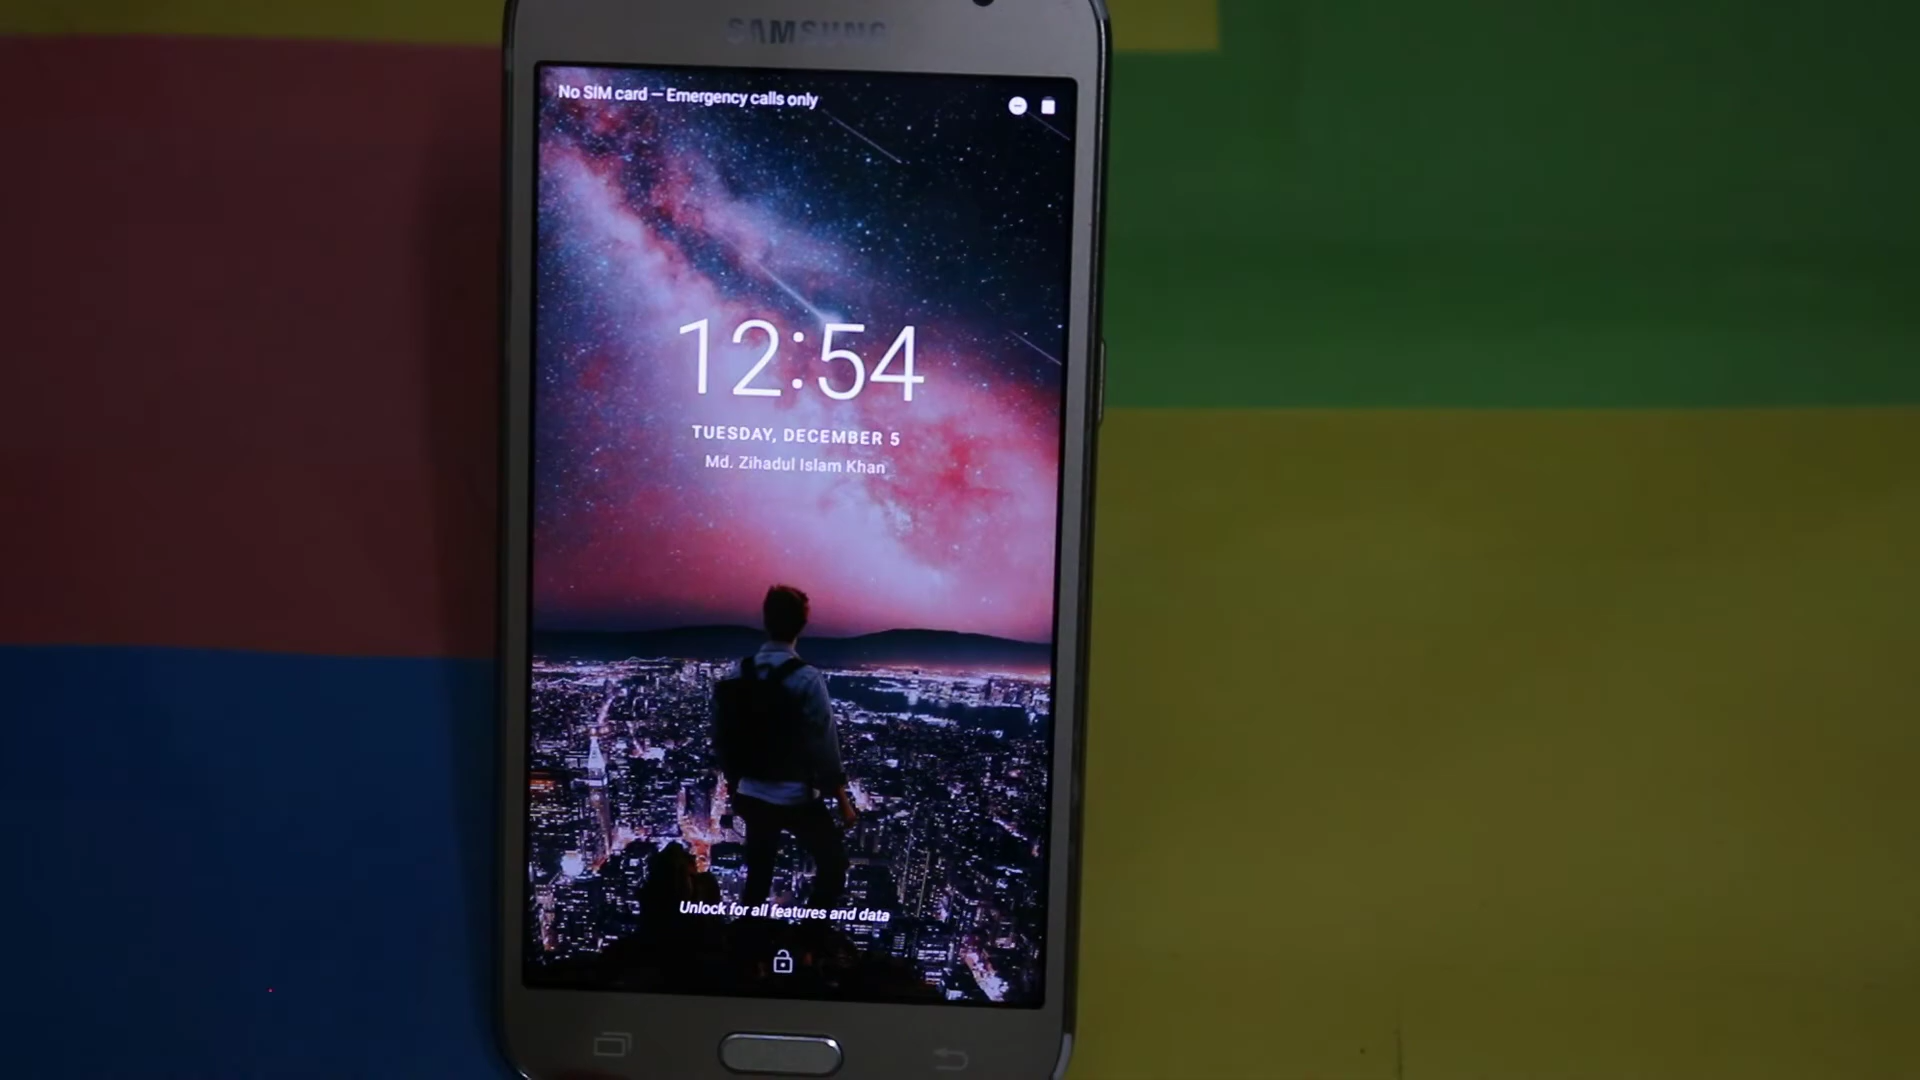 SAMSUNG
No SIM card — Emergency calls only
12:54
TUESDAY, DECEMBER 5
Md. Zihadul Islam Khan
Unlock for all features and data